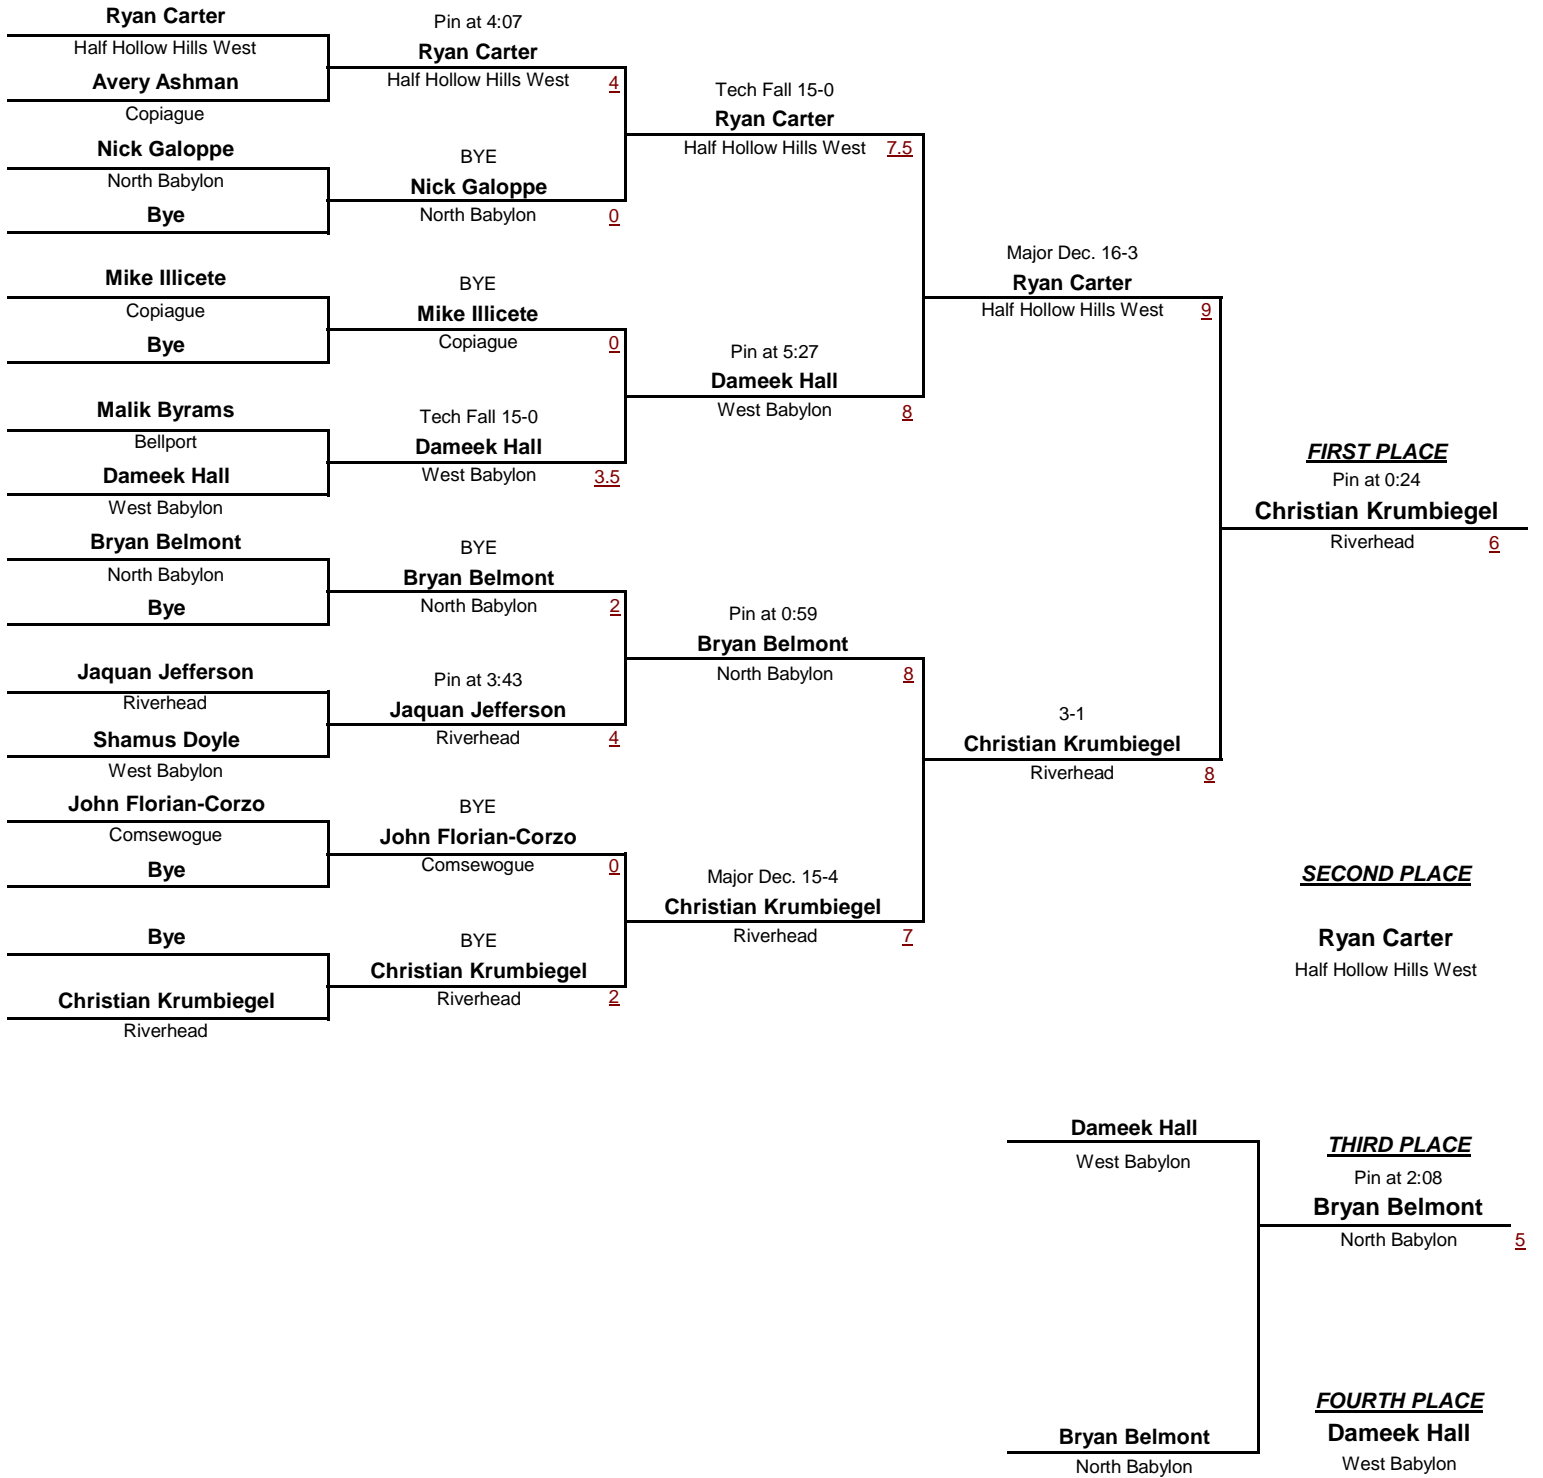 Ryan Carter
Half Hollow Hills West
Avery Ashman
Copiague
Nick Galoppe
North Babylon
Bye
Mike Illicete
Copiague
Bye
Malik Byrams
Bellport
Dameek Hall
West Babylon
Bryan Belmont
North Babylon
Bye
Jaquan Jefferson
Riverhead
Shamus Doyle
West Babylon
John Florian-Corzo
Comsewogue
Bye
Bye
Christian Krumbiegel
Riverhead
Pin at 4:07
Ryan Carter
Half Hollow Hills West 4
BYE
Nick Galoppe
North Babylon 0
BYE
Mike Illicete
Copiague 0
Tech Fall 15-0
Dameek Hall
West Babylon 3.5
BYE
Bryan Belmont
North Babylon 2
Pin at 3:43
Jaquan Jefferson
Riverhead 4
BYE
John Florian-Corzo
Comsewogue 0
BYE
Christian Krumbiegel
Riverhead 2
Tech Fall 15-0
Ryan Carter
Half Hollow Hills West 7.5
Pin at 5:27
Dameek Hall
West Babylon 8
Pin at 0:59
Bryan Belmont
North Babylon 8
Major Dec. 15-4
Christian Krumbiegel
Riverhead 7
Major Dec. 16-3
Ryan Carter
Half Hollow Hills West 9
3-1
Christian Krumbiegel
Riverhead 8
FIRST PLACE
Pin at 0:24
Christian Krumbiegel
Riverhead 6
SECOND PLACE
Ryan Carter
Half Hollow Hills West
Dameek Hall
West Babylon
Bryan Belmont
North Babylon
THIRD PLACE
Pin at 2:08
Bryan Belmont
North Babylon 5
FOURTH PLACE
Dameek Hall
West Babylon